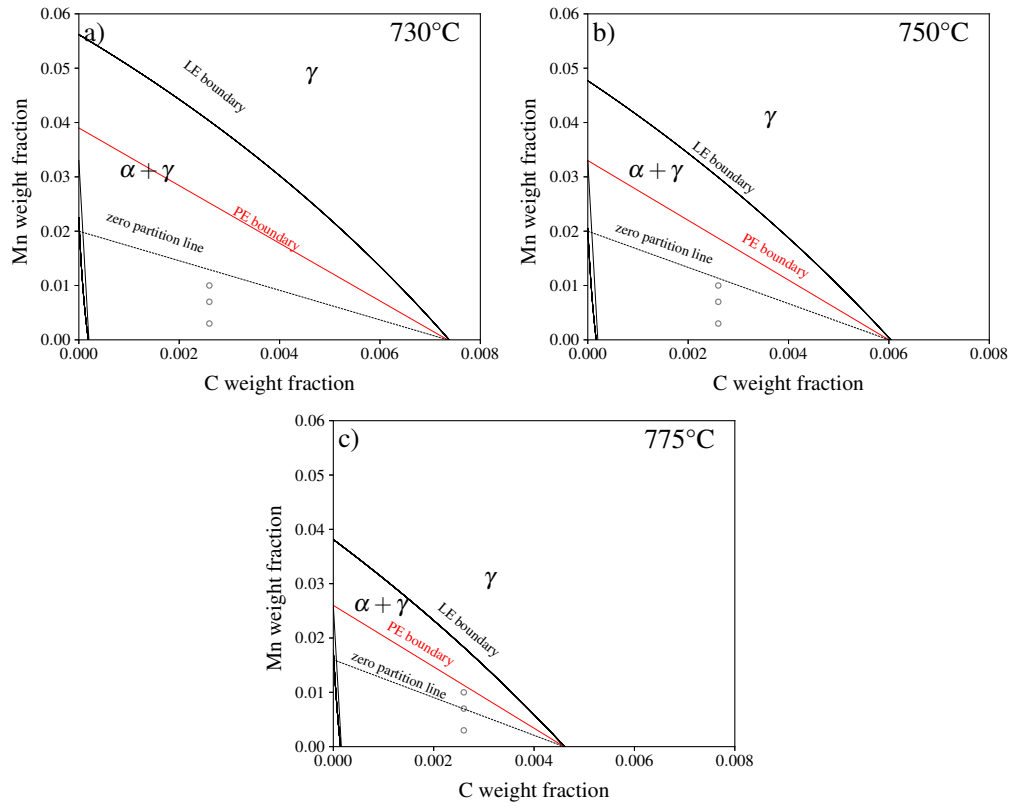 a)
730°C
0.06
0.05
0.04
0.03
0.02
0.01
0.00
Mn weight fraction
LE boundary
γ
α + γ
PE boundary
zero partition line
0.000
0.002
0.004
0.006
0.008
C weight fraction
b)
750°C
0.06
0.05
0.04
0.03
0.02
0.01
0.00
Mn weight fraction
γ
LE boundary
α + γ
PE boundary
zero partition line
0.000
0.002
0.004
0.006
0.008
C weight fraction
c)
775°C
0.06
0.05
0.04
0.03
0.02
0.01
0.00
Mn weight fraction
γ
α + γ
LE boundary
PE boundary
zero partition line
0.000
0.002
0.004
0.006
0.008
C weight fraction